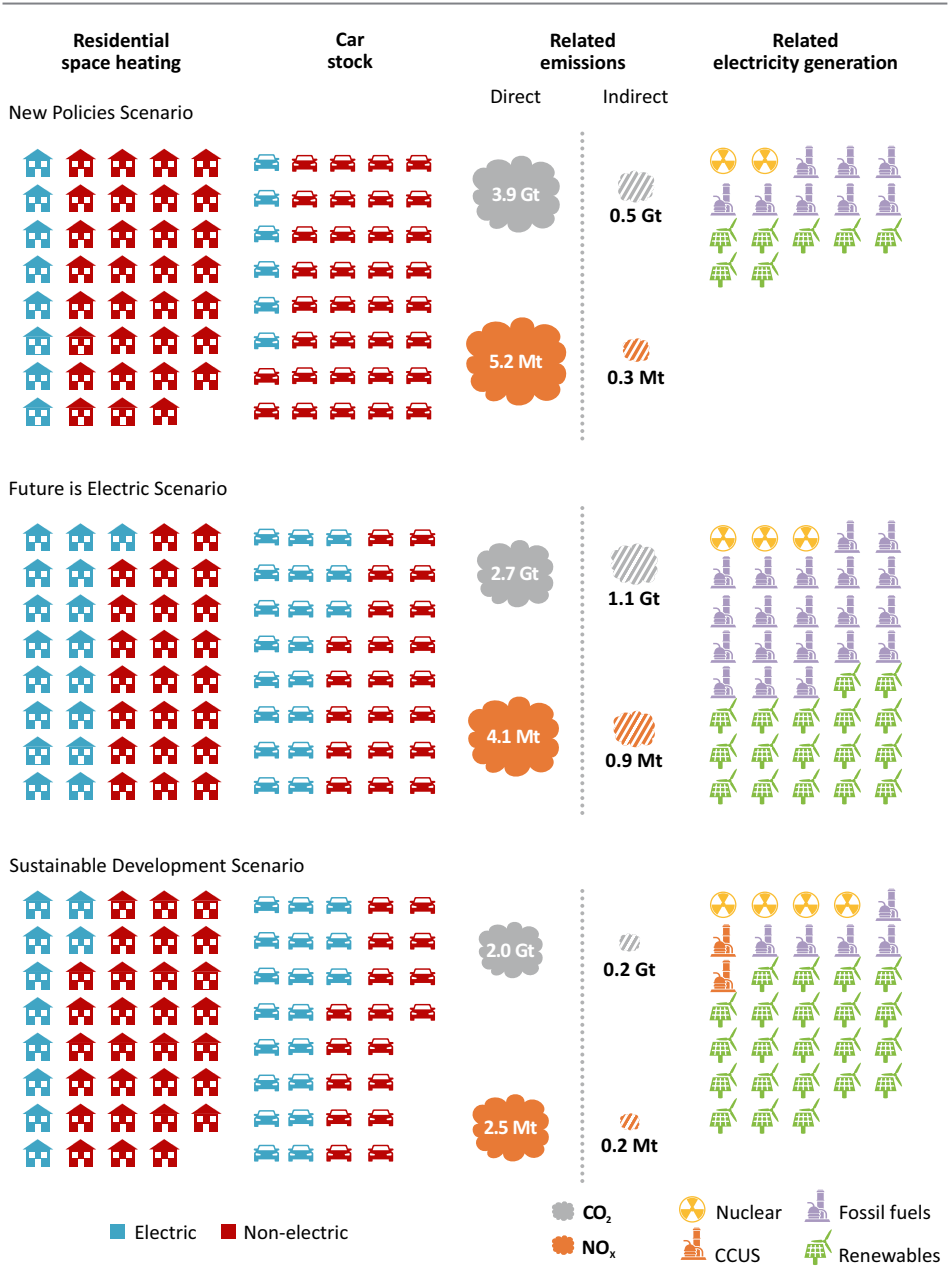 Residential
space heating
Car
stock
Related
emissions
Related
electricity generation
Direct
Indirect
New Policies Scenario
3.9 Gt
0.5 Gt
5.2 Mt
0.3 Mt
Future is Electric Scenario
2.7 Gt
1.1 Gt
4.1 Mt
0.9 Mt
Sustainable Development Scenario
2.0 Gt
0.2 Gt
2.5 Mt
0.2 Mt
Electric
Non-electric
CO₂
NOₓ
Nuclear
Fossil fuels
CCUS
Renewables